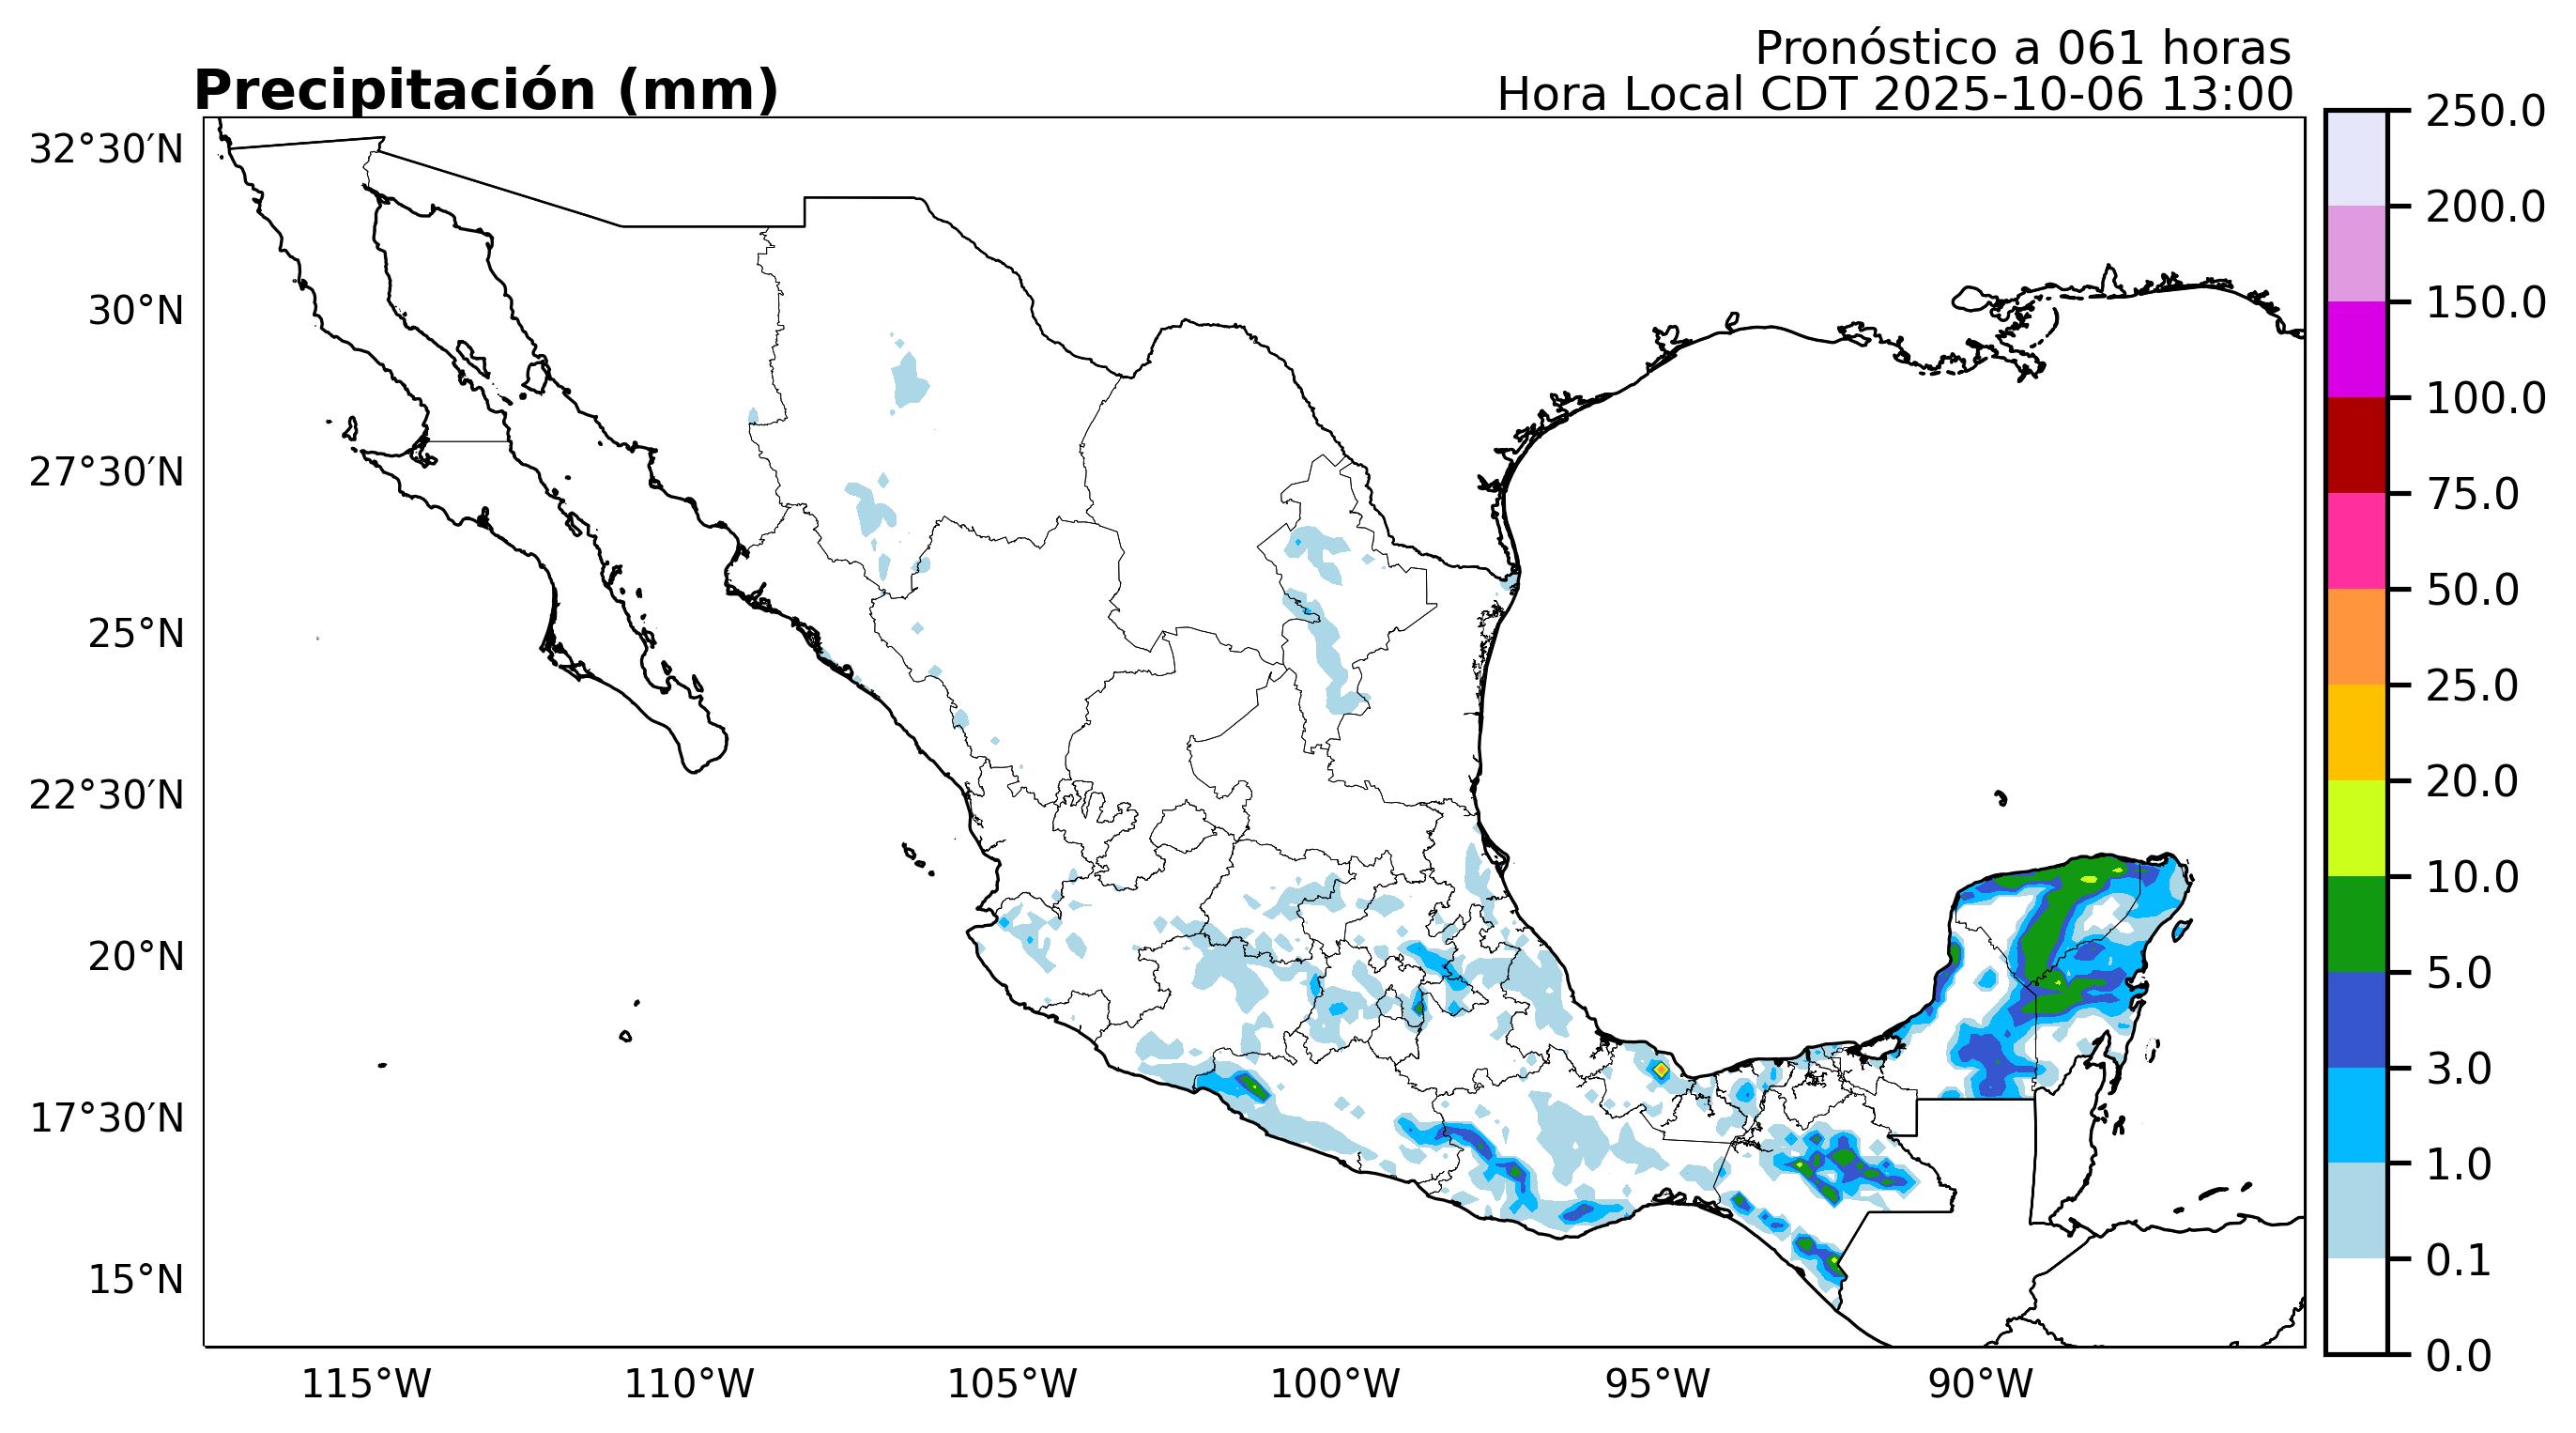 Pronóstico a 061 horas
Precipitación (mm)
Hora Local CDT 2025-10-06 13:00
32°30′N
30°N
27°30′N
25°N
22°30′N
20°N
17°30′N
15°N
115°W
110°W
105°W
100°W
95°W
90°W
250.0
200.0
150.0
100.0
75.0
50.0
25.0
20.0
10.0
5.0
3.0
1.0
0.1
0.0